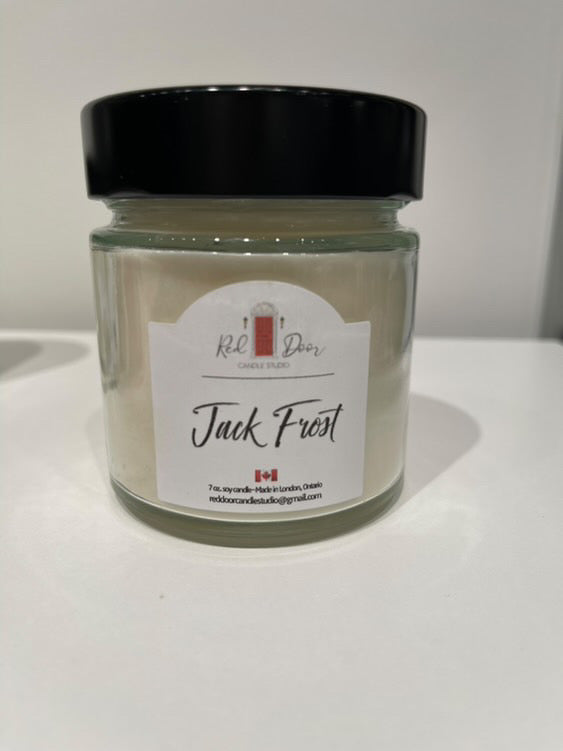 Red Door
CANDLE STUDIO
Jack Frost
7 oz. soy candle - Made in London, Ontario
reddoorcandlestudio@gmail.com